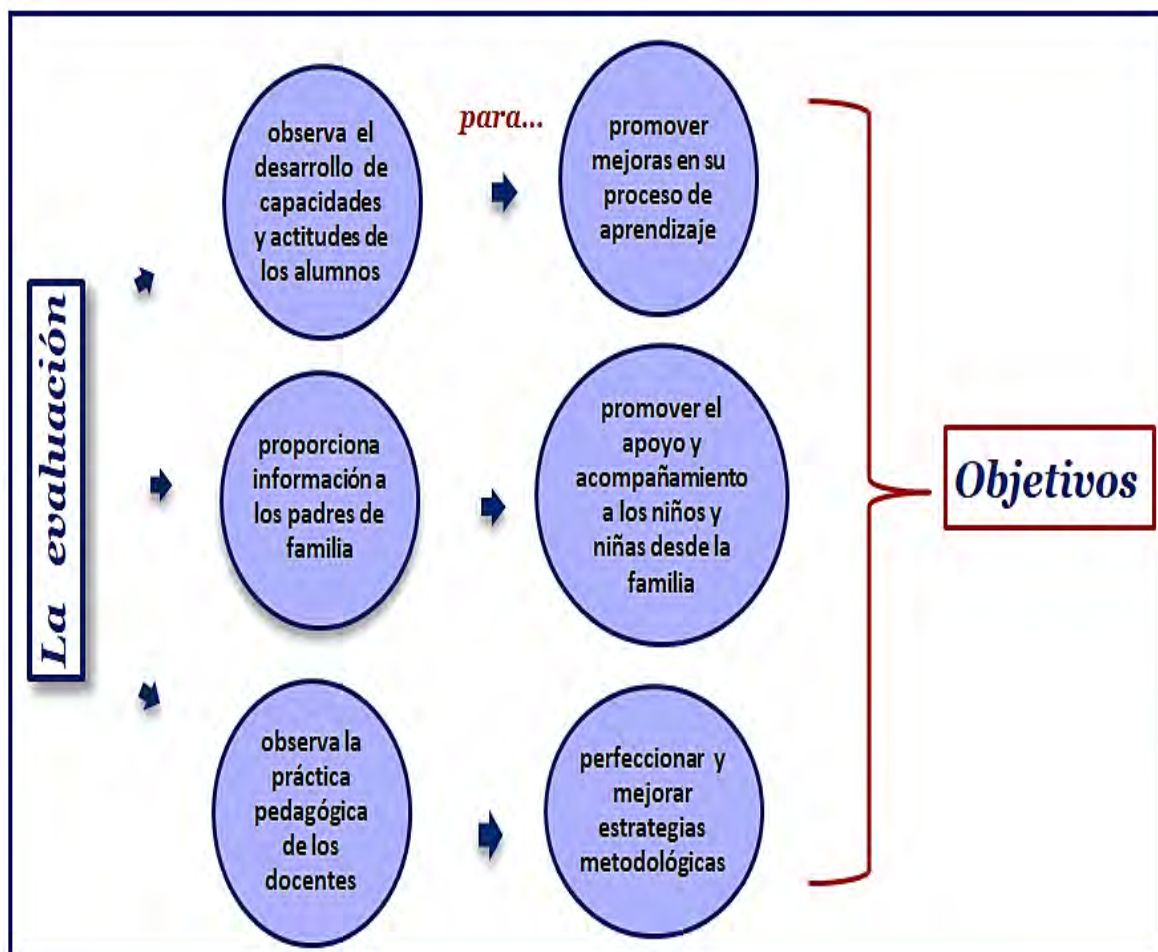 La evaluación
observa el
desarrollo de
capacidades
y actitudes de
los alumnos
para...
promover
mejoras en su
proceso de
aprendizaje
proporciona
información a
los padres de
familia
promover el
apoyo y
acompañamiento
a los niños y
niñas desde la
familia
observa la
práctica
pedagógica
de los
docentes
perfeccionar y
mejorar
estrategias
metodológicas
Objetivos